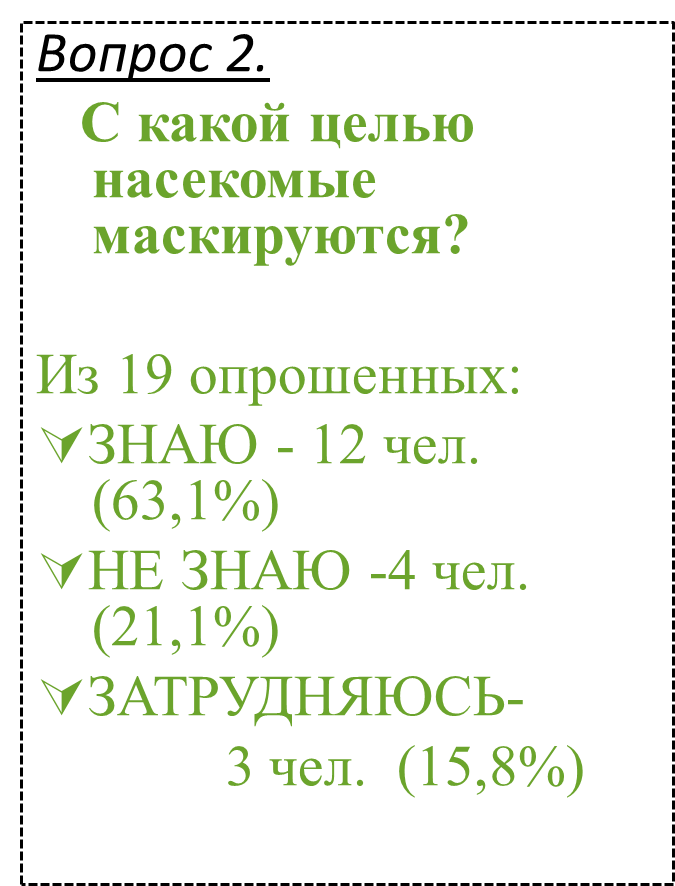 Вопрос 2.
С какой целью
насекомые
маскируются?
Из 19 опрошенных:
ЗНАЮ - 12 чел.
(63,1%)
НЕ ЗНАЮ -4 чел.
(21,1%)
ЗАТРУДНЯЮСЬ-
3 чел. (15,8%)